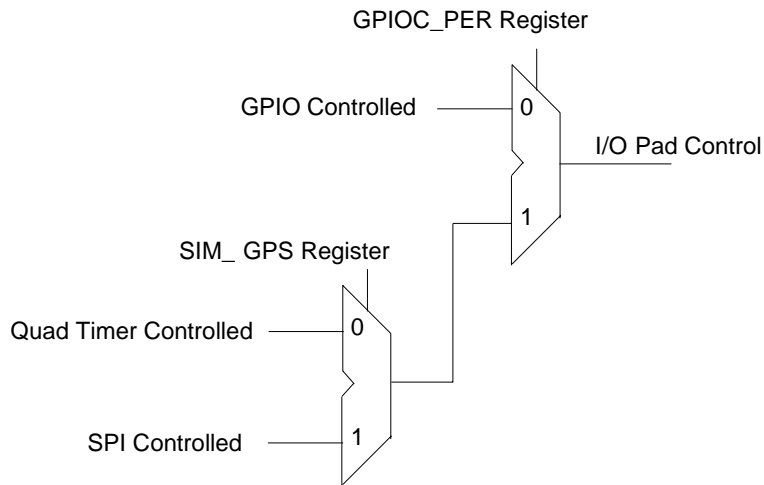 GPIOC_PER Register
GPIO Controlled
0
I/O Pad Control
1
SIM_ GPS Register
Quad Timer Controlled
0
SPI Controlled
1